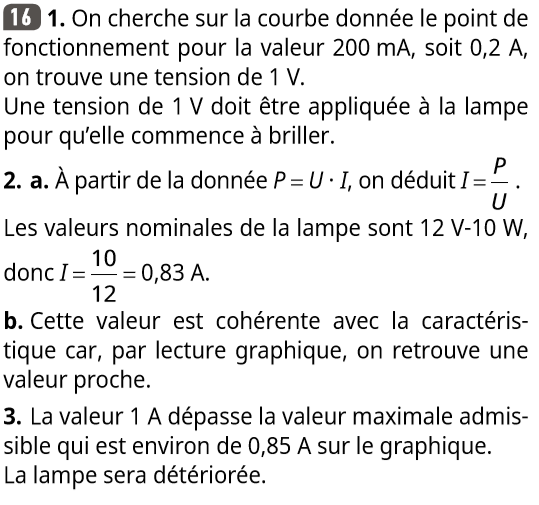 16 1. On cherche sur la courbe donnée le point de
fonctionnement pour la valeur 200 mA, soit 0,2 A,
on trouve une tension de 1 V.
Une tension de 1 V doit être appliquée à la lampe
pour qu’elle commence à briller.
2. a. À partir de la donnée P = U · I, on déduit I = P/U .
Les valeurs nominales de la lampe sont 12 V-10 W,
donc I = 10/12 = 0,83 A.
b. Cette valeur est cohérente avec la caractéris-
tique car, par lecture graphique, on retrouve une
valeur proche.
3. La valeur 1 A dépasse la valeur maximale admis-
sible qui est environ de 0,85 A sur le graphique.
La lampe sera détériorée.